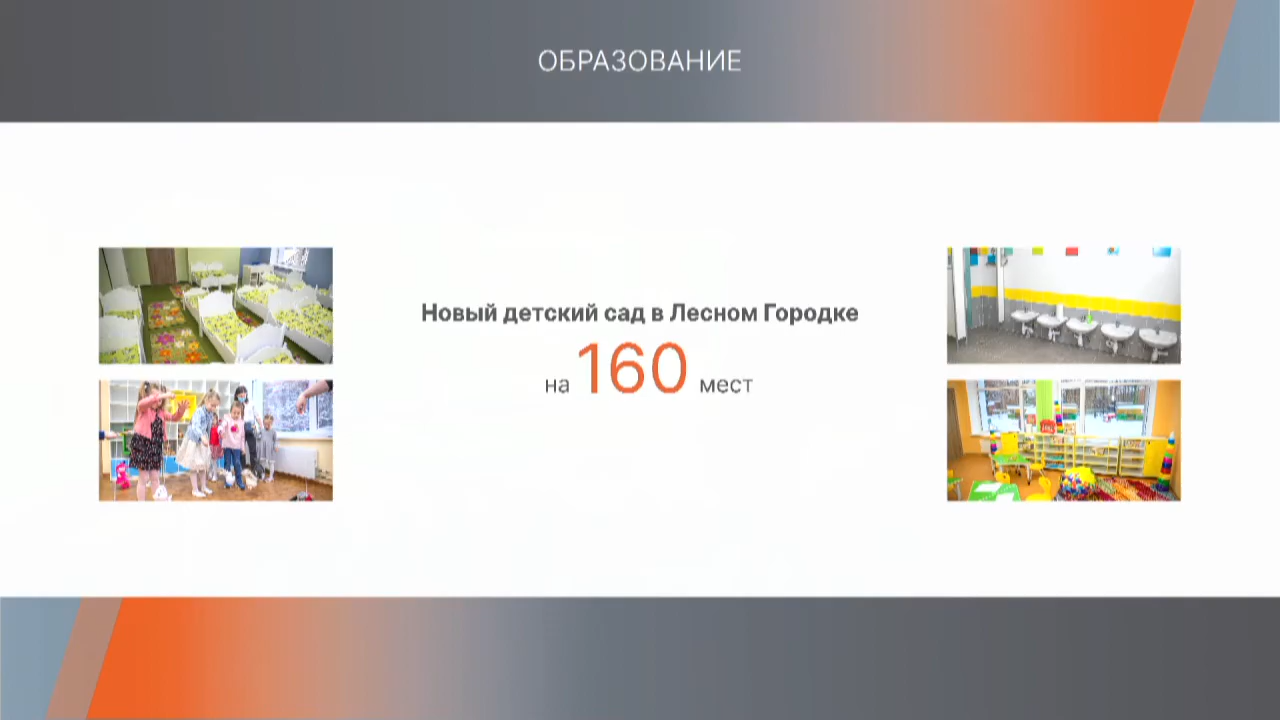 ОБРАЗОВАНИЕ
Новый детский сад в Лесном Городке
на 160 мест